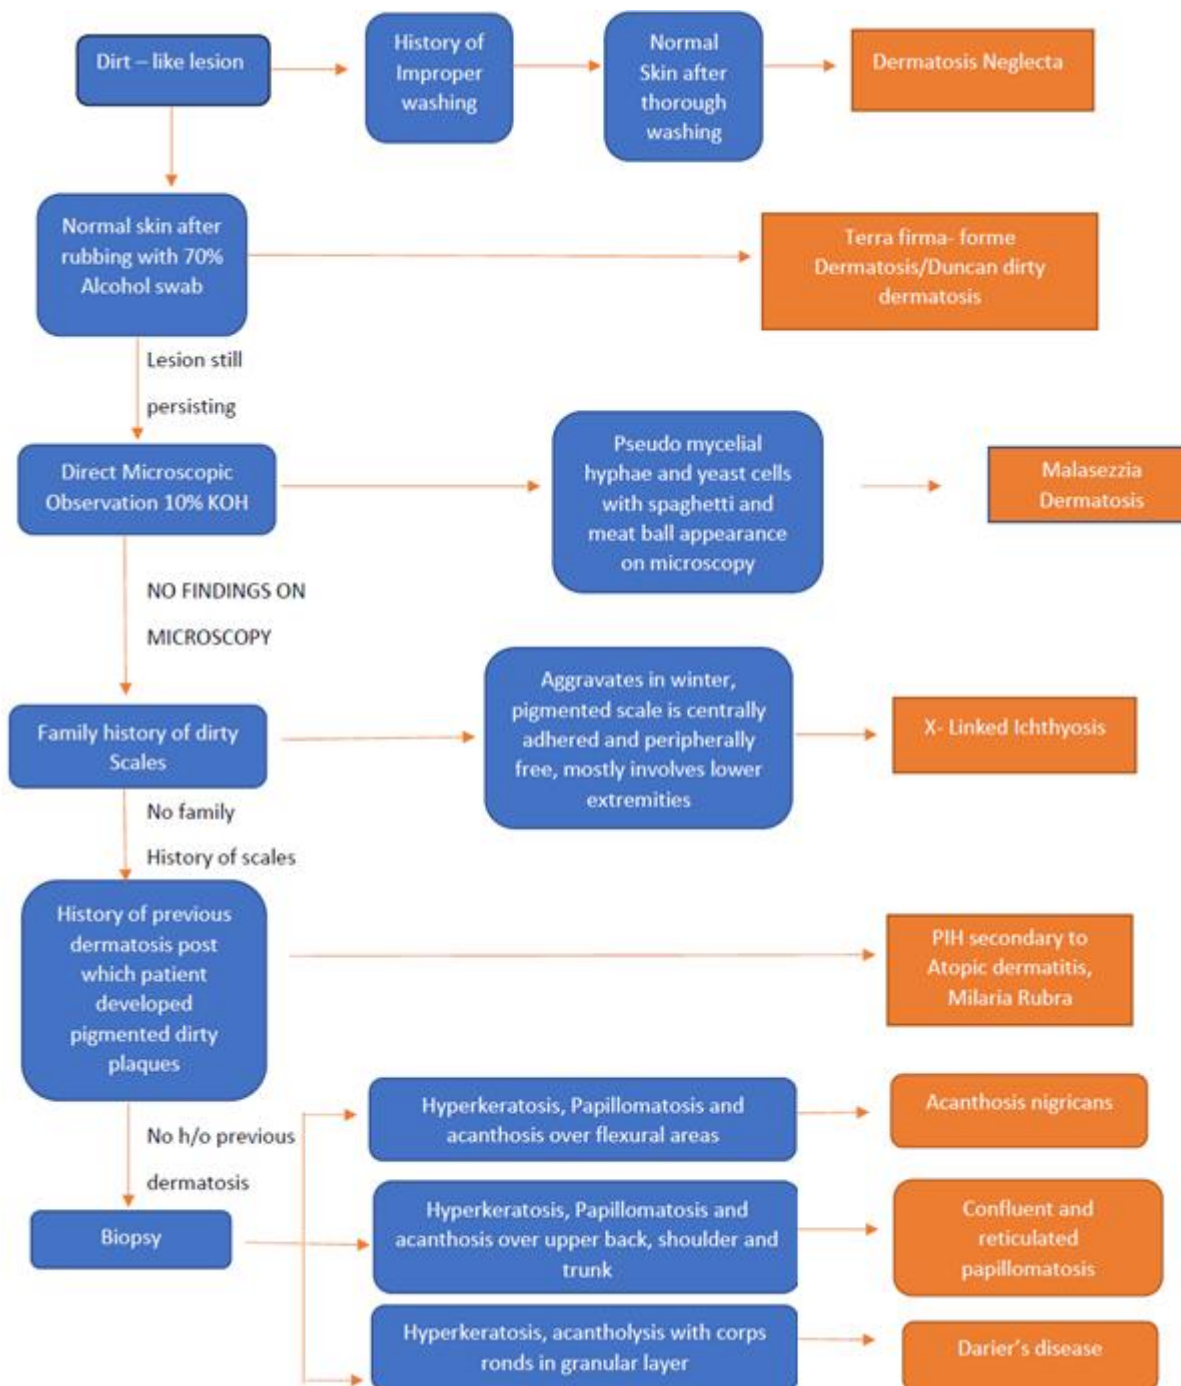 Dirt – like lesion
History of
Improper
washing
Normal
Skin after
thorough
washing
Dermatosis Neglecta
Normal skin after
rubbing with 70%
Alcohol swab
Terra firma- forme
Dermatosis/Duncan dirty
dermatosis
Lesion still
persisting
Direct Microscopic
Observation 10% KOH
Pseudo mycelial
hyphae and yeast cells
with spaghetti and
meat ball appearance
on microscopy
Malasezzia
Dermatosis
NO FINDINGS ON
MICROSCOPY
Family history of dirty
Scales
Aggravates in winter,
pigmented scale is centrally
adhered and peripherally
free, mostly involves lower
extremities
X- Linked Ichthyosis
No family
History of scales
History of previous
dermatosis post
which patient
developed
pigmented dirty
plaques
PIH secondary to
Atopic dermatitis,
Milaria Rubra
No h/o previous
dermatosis
Biopsy
Hyperkeratosis, Papillomatosis and
acanthosis over flexural areas
Acanthosis nigricans
Hyperkeratosis, Papillomatosis and
acanthosis over upper back, shoulder and
trunk
Confluent and
reticulated
papillomatosis
Hyperkeratosis, acantholysis with corps
ronds in granular layer
Darier's disease